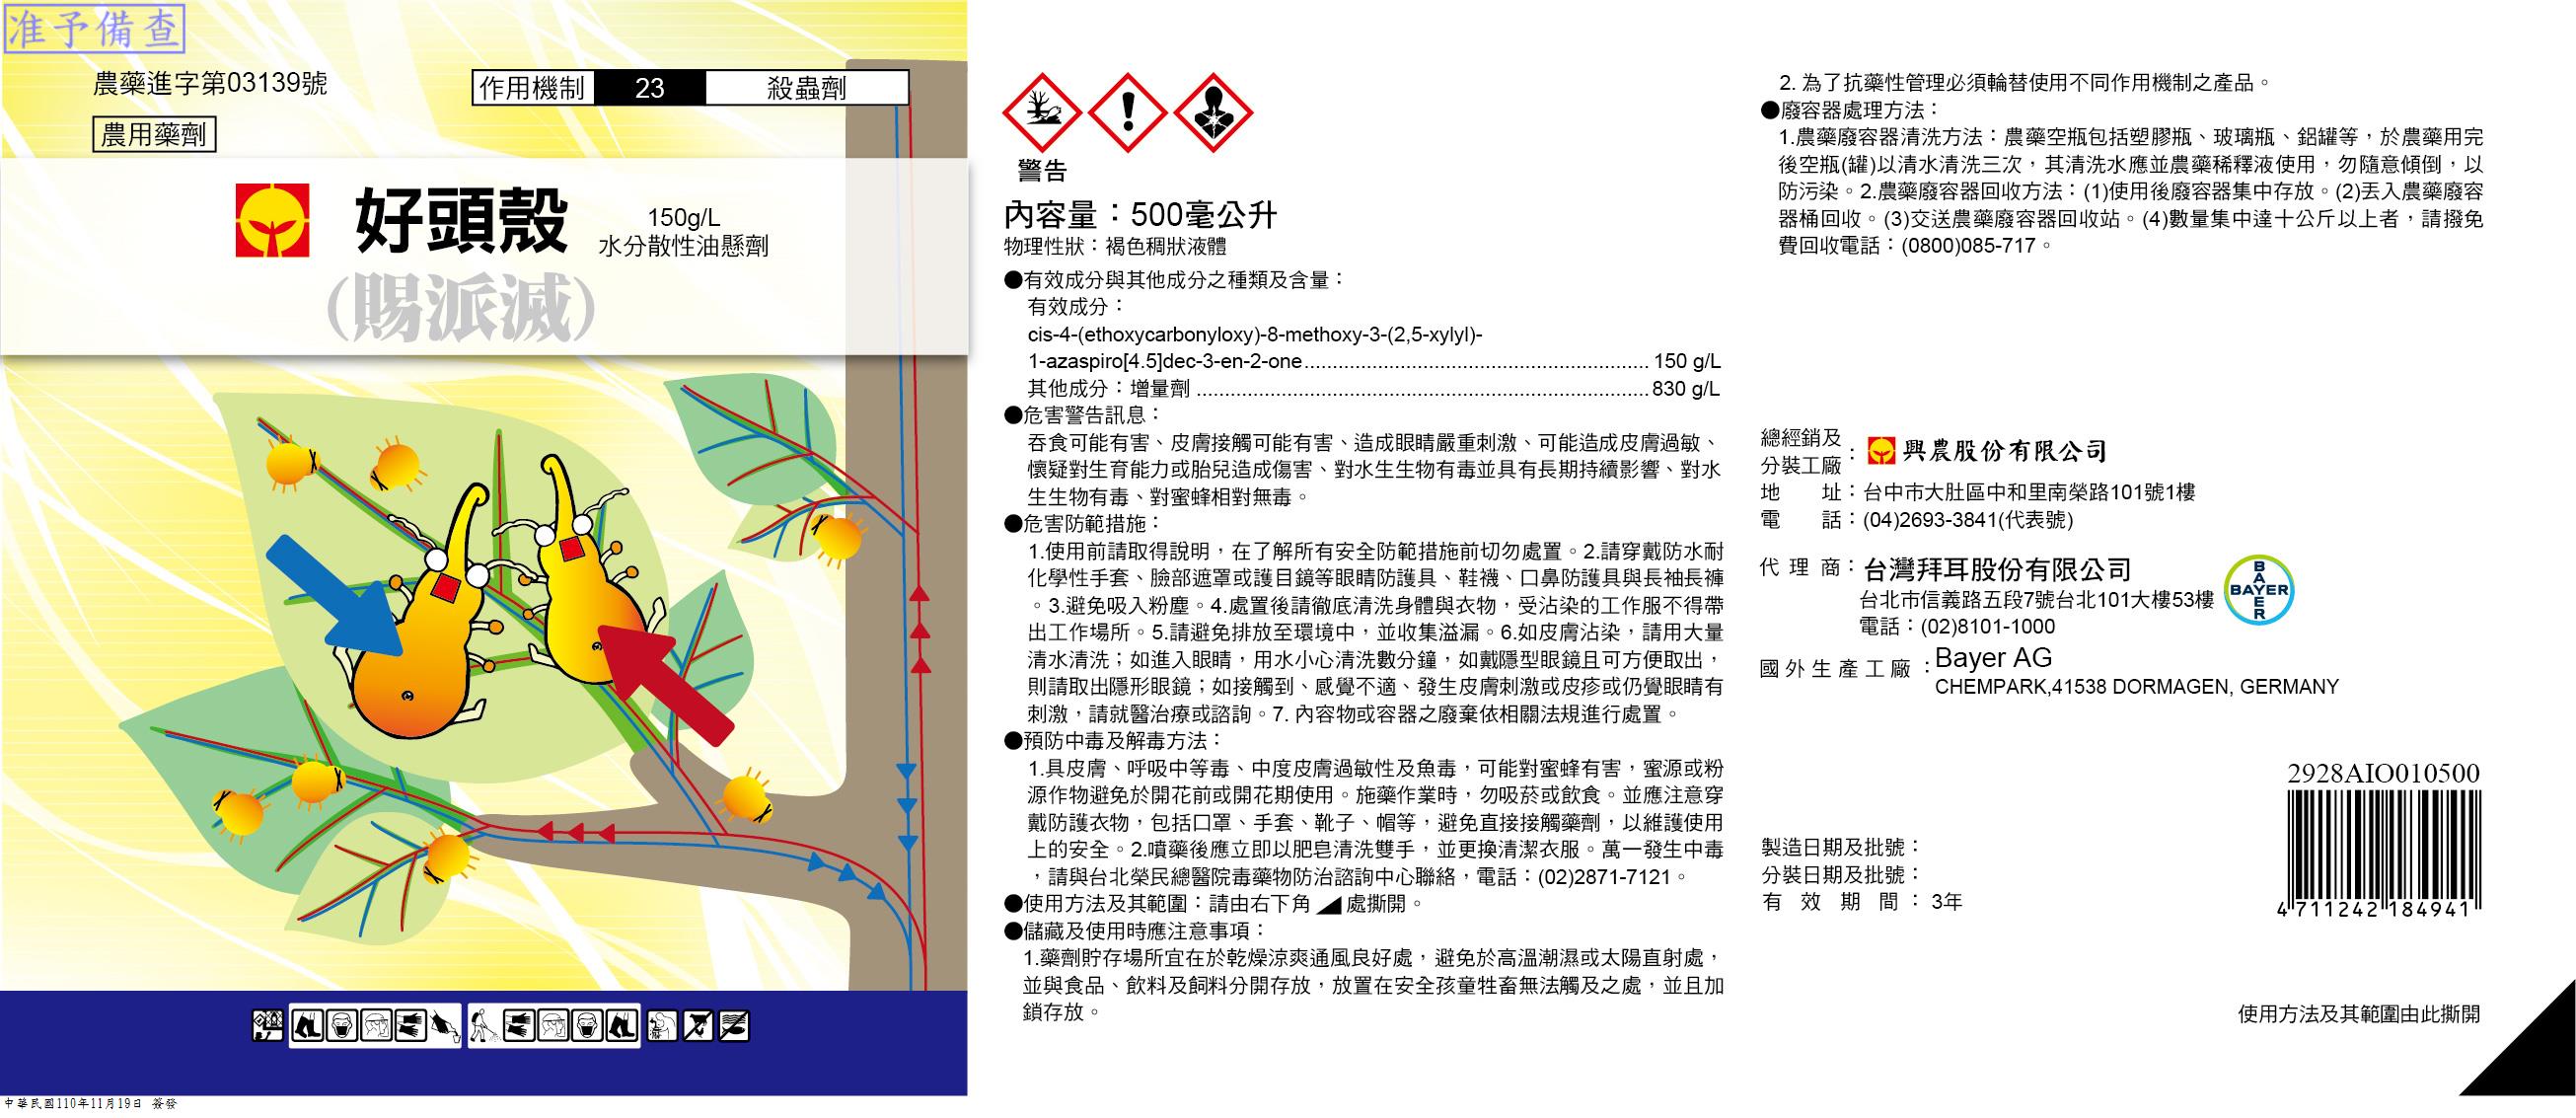 准予備查
農藥進字第03139號
作用機制 23 殺蟲劑
農用藥劑
好頭殼
150g/L
水分散性油懸劑
(賜派滅)
中華民國110年11月19日 簽發
警告
內容量：500毫公升
物理性狀：褐色稠狀液體
●有效成分與其他成分之種類及含量：
有效成分：
cis-4-(ethoxycarbonyloxy)-8-methoxy-3-(2,5-xylyl)-
1-azaspiro[4.5]dec-3-en-2-one............................................................ 150 g/L
其他成分：增量劑 ...............................................................................830 g/L
●危害警告訊息：
吞食可能有害、皮膚接觸可能有害、造成眼睛嚴重刺激、可能造成皮膚過敏、
懷疑對生育能力或胎兒造成傷害、對水生生物有毒並具有長期持續影響、對水
生生物有毒、對蜜蜂相對無毒。
●危害防範措施：
1.使用前請取得說明，在了解所有安全防範措施前切勿處置。2.請穿戴防水耐
化學性手套、臉部遮罩或護目鏡等眼睛防護具、鞋襪、口鼻防護具與長袖長褲
。3.避免吸入粉塵。4.處置後請徹底清洗身體與衣物，受沾染的工作服不得帶
出工作場所。5.請避免排放至環境中，並收集溢漏。6.如皮膚沾染，請用大量
清水清洗；如進入眼睛，用水小心清洗數分鐘，如戴隱型眼鏡且可方便取出，
則請取出隱形眼鏡；如接觸到、感覺不適、發生皮膚刺激或皮疹或仍覺眼睛有
刺激，請就醫治療或諮詢。7. 內容物或容器之廢棄依相關法規進行處置。
●預防中毒及解毒方法：
1.具皮膚、呼吸中等毒、中度皮膚過敏性及魚毒，可能對蜜蜂有害，蜜源或粉
源作物避免於開花前或開花期使用。施藥作業時，勿吸菸或飲食。並應注意穿
戴防護衣物，包括口罩、手套、靴子、帽等，避免直接接觸藥劑，以維護使用
上的安全。2.噴藥後應立即以肥皂清洗雙手，並更換清潔衣服。萬一發生中毒
，請與台北榮民總醫院毒藥物防治諮詢中心聯絡，電話：(02)2871-7121。
●使用方法及其範圍：請由右下角◢處撕開。
●儲藏及使用時應注意事項：
1.藥劑貯存場所宜在於乾燥涼爽通風良好處，避免於高溫潮濕或太陽直射處，
並與食品、飲料及飼料分開存放，放置在安全孩童牲畜無法觸及之處，並且加
鎖存放。
2. 為了抗藥性管理必須輪替使用不同作用機制之產品。
●廢容器處理方法：
1.農藥廢容器清洗方法：農藥空瓶包括塑膠瓶、玻璃瓶、鋁罐等，於農藥用完
後空瓶(罐)以清水清洗三次，其清洗水應並農藥稀釋液使用，勿隨意傾倒，以
防污染。2.農藥廢容器回收方法：(1)使用後廢容器集中存放。(2)丟入農藥廢容
器桶回收。(3)交送農藥廢容器回收站。(4)數量集中達十公斤以上者，請撥免
費回收電話：(0800)085-717。
總經銷及
分裝工廠：興農股份有限公司
地 址：台中市大肚區中和里南榮路101號1樓
電 話：(04)2693-3841(代表號)
代 理 商：台灣拜耳股份有限公司
BAYER
BAYER
台北市信義路五段7號台北101大樓53樓
電話：(02)8101-1000
國外生產工廠：Bayer AG
CHEMPARK,41538 DORMAGEN, GERMANY
2928AIO010500
4 711242 184941
製造日期及批號：
分裝日期及批號：
有 效 期 間：3年
使用方法及其範圍由此撕開